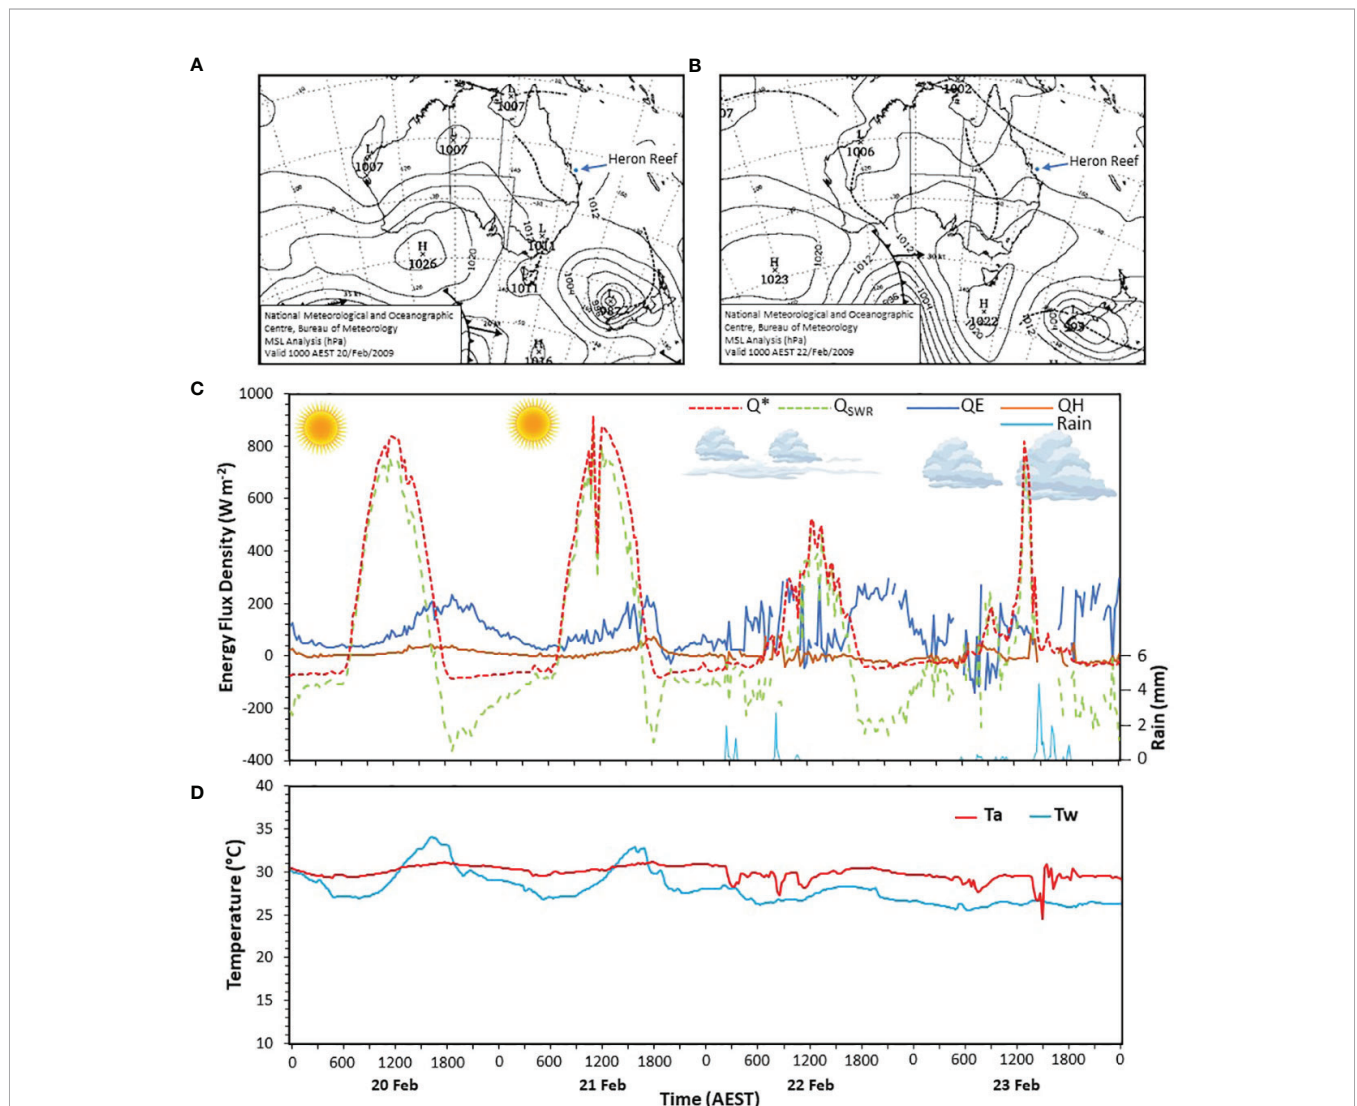 A
B
1007
1007
1007
Heron Reef
1012
L
1011
H
1026
1020
1011
1004
982
H
1016
National Meteorological and Oceanographic
Centre, Bureau of Meteorology
MSL Analysis (hPa)
Valid 1000 AEST 20/Feb/2009
1002
L
1006
Heron Reef
1012
1012
1020
30 kt
H
1023
996
1004
H
1022
1020
1012
1004
National Meteorological and Oceanographic
Centre, Bureau of Meteorology
MSL Analysis (hPa)
Valid 1000 AEST 22/Feb/2009
C
Q* QSWR QE QH
Rain
Energy Flux Density (W m-2)
1000
800
600
400
200
0
-200
-400
6
4
2
0
Rain (mm)
D
Ta Tw
Temperature (°C)
40
35
30
25
20
15
10
0 600 1200 1800 0 600 1200 1800 0 600 1200 1800 0 600 1200 1800 0
20 Feb 21 Feb 22 Feb 23 Feb
Time (AEST)